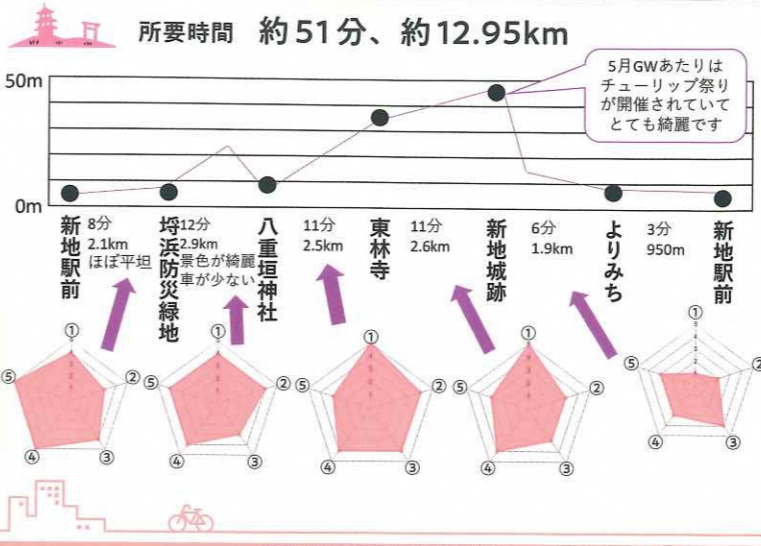 所要時間 約51分、約12.95km
5月GWあたりは
チューリップ祭り
が開催されていて
とても綺麗です
50m
0m
新地駅前
8分
2.1km
ほぼ平坦
埒浜防災緑地
12分
2.9km
景色が綺麗
車が少ない
八重垣神社
11分
2.5km
東林寺
11分
2.6km
新地城跡
6分
1.9km
よりみち
3分
950m
新地駅前
①
②
③
④
⑤
①
②
③
④
⑤
①
②
③
④
⑤
①
②
③
④
⑤
①
②
③
④
⑤